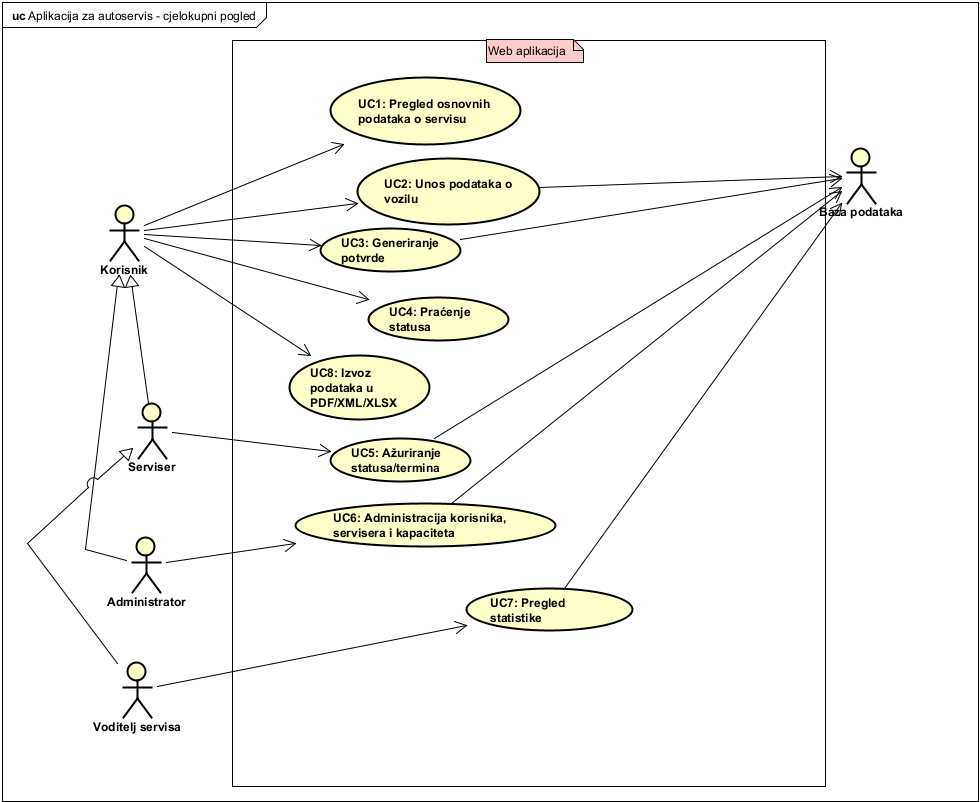 uc Aplikacija za autoservis - cjelokupni pogled
Web aplikacija
UC1: Pregled osnovnih
podataka o servisu
UC2: Unos podataka o
vozilu
Baza podataka
UC3: Generiranje
potvrde
Korisnik
UC4: Praćenje
statusa
UC8: Izvoz
podataka u
PDF/XML/XLSX
UC5: Ažuriranje
statusa/termina
Serviser
UC6: Administracija korisnika,
servisera i kapaciteta
Administrator
UC7: Pregled
statistike
Voditelj servisa